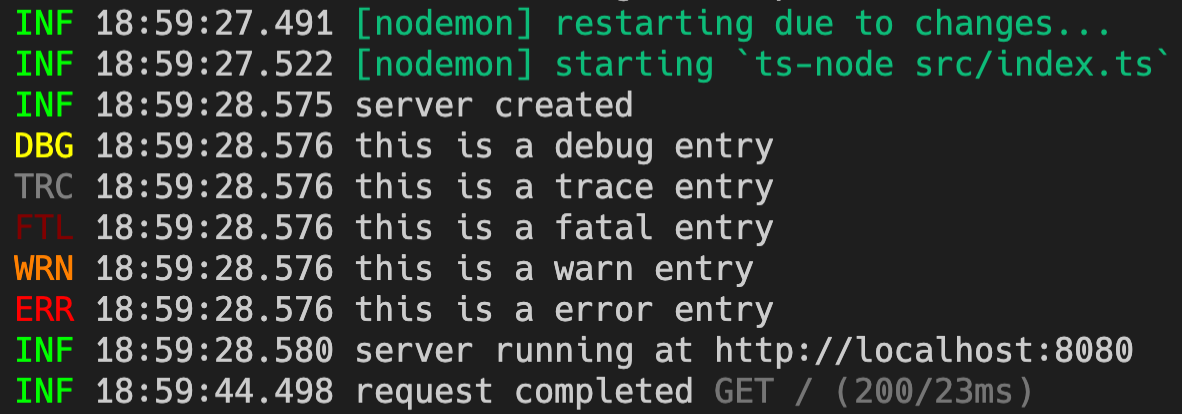 INF 18:59:27.491 [nodemon] restarting due to changes...
INF 18:59:27.522 [nodemon] starting `ts-node src/index.ts`
INF 18:59:28.575 server created
DBG 18:59:28.576 this is a debug entry
TRC 18:59:28.576 this is a trace entry
FTL 18:59:28.576 this is a fatal entry
WRN 18:59:28.576 this is a warn entry
ERR 18:59:28.576 this is a error entry
INF 18:59:28.580 server running at http://localhost:8080
INF 18:59:44.498 request completed GET / (200/23ms)